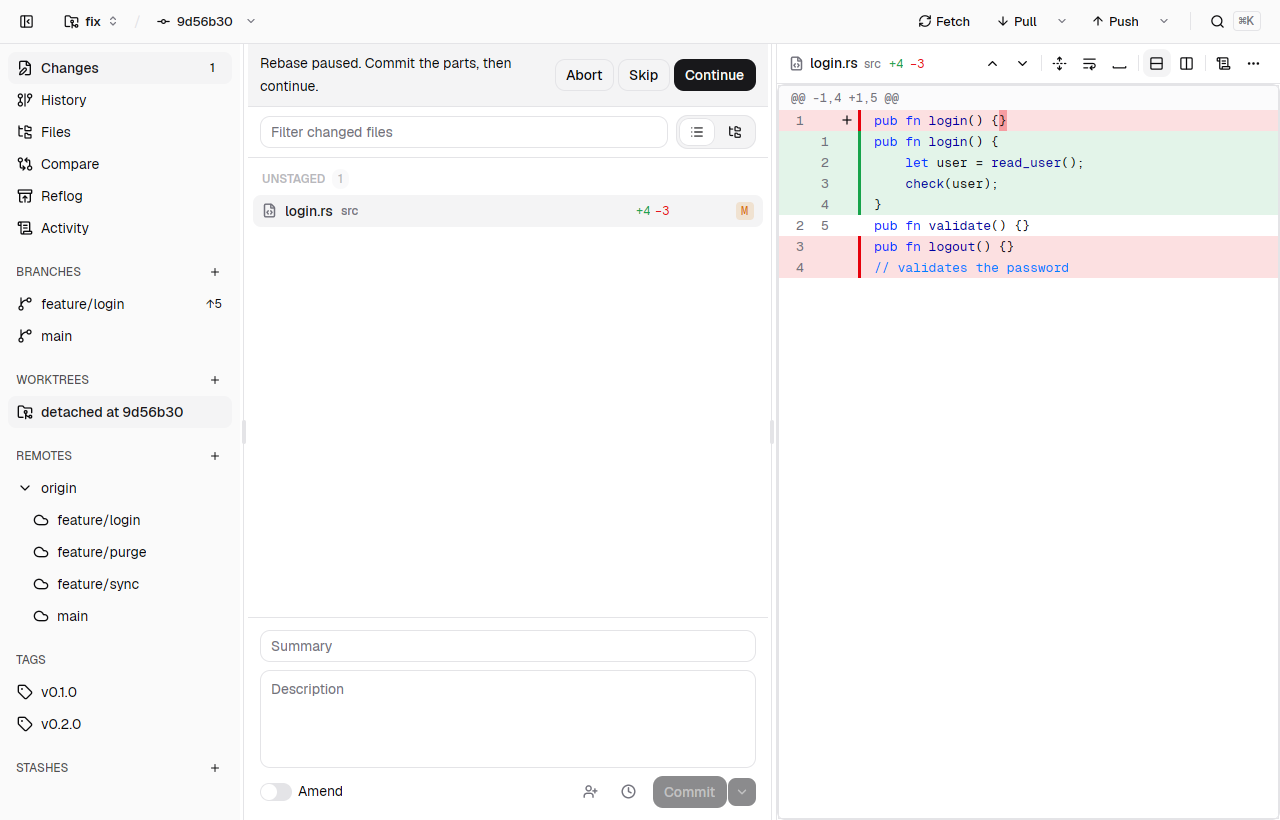 fix / 9d56b30 Fetch Pull Push ⌘K
Changes 1
History
Files
Compare
Reflog
Activity
BRANCHES
feature/login ↑5
main
WORKTREES
detached at 9d56b30
REMOTES
origin
feature/login
feature/purge
feature/sync
main
TAGS
v0.1.0
v0.2.0
STASHES
Rebase paused. Commit the parts, then
continue.
Abort Skip Continue
Filter changed files
UNSTAGED 1
login.rs src +4 −3 M
Summary
Description
Amend Commit
login.rs src +4 −3
@@ -1,4 +1,5 @@
1 + pub fn login() {}
1 pub fn login() {
2 let user = read_user();
3 check(user);
4 }
2 5 pub fn validate() {}
3 pub fn logout() {}
4 // validates the password